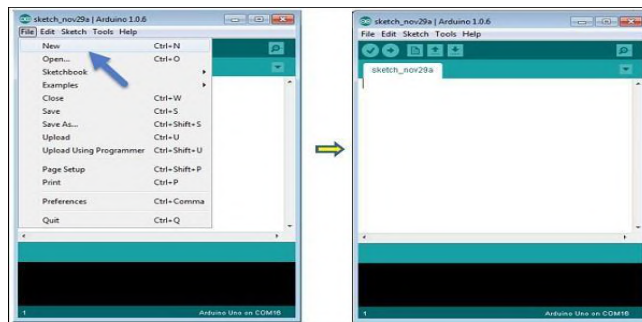 sketch_nov29a | Arduino 1.0.6
File Edit Sketch Tools Help
New Ctrl+N
Open... Ctrl+O
Sketchbook
Examples
Close Ctrl+W
Save Ctrl+S
Save As... Ctrl+Shift+S
Upload Ctrl+U
Upload Using Programmer Ctrl+Shift+U
Page Setup Ctrl+Shift+P
Print Ctrl+P
Preferences Ctrl+Comma
Quit Ctrl+Q
1 Arduino Uno on COM16
sketch_nov29a | Arduino 1.0.6
File Edit Sketch Tools Help
sketch_nov29a
1 Arduino Uno on COM16